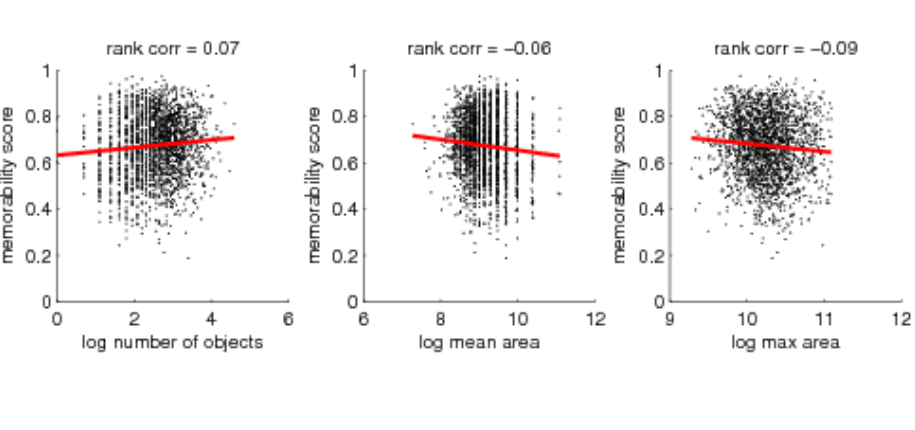 rank corr = 0.07
1
0.8
0.6
0.4
0.2
0
0 2 4 6
memorability score
log number of objects
rank corr = −0.06
1
0.8
0.6
0.4
0.2
0
6 8 10 12
memorability score
log mean area
rank corr = −0.09
1
0.8
0.6
0.4
0.2
0
9 10 11 12
memorability score
log max area